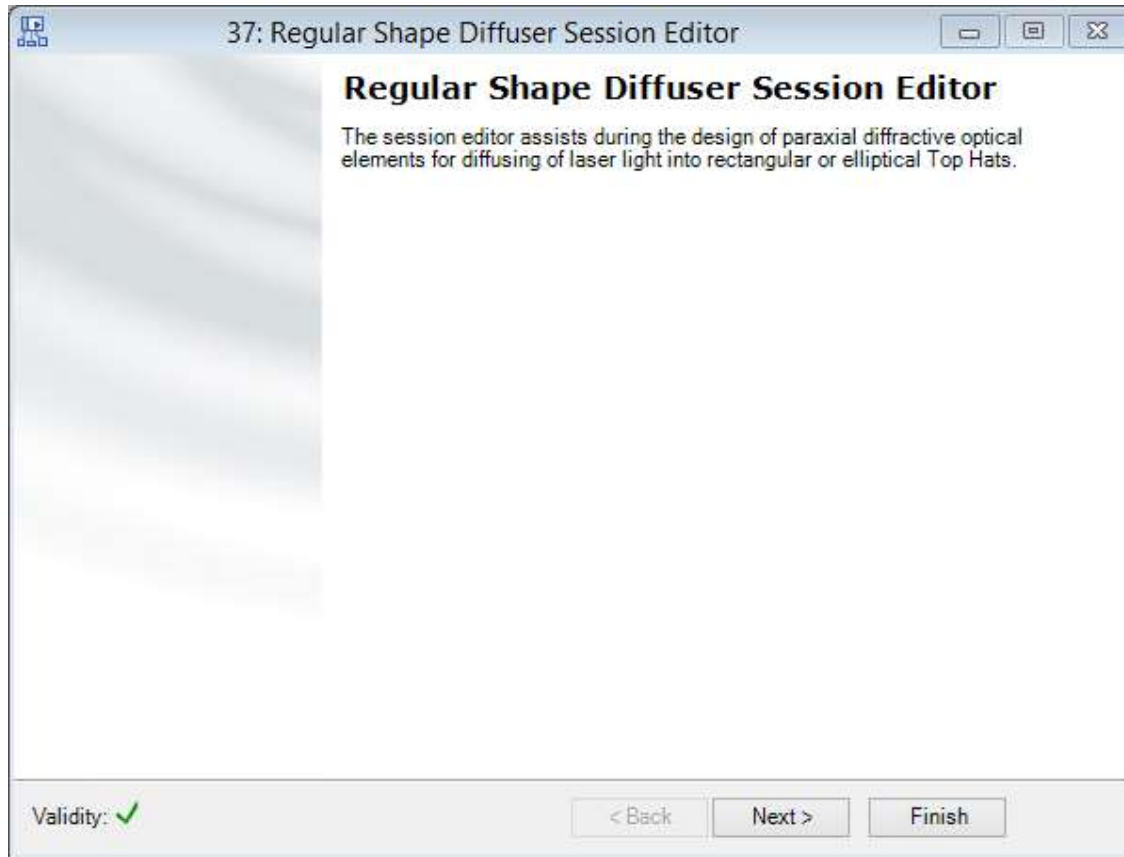 37: Regular Shape Diffuser Session Editor
Regular Shape Diffuser Session Editor
The session editor assists during the design of paraxial diffractive optical
elements for diffusing of laser light into rectangular or elliptical Top Hats.
Validity:
< Back
Next >
Finish